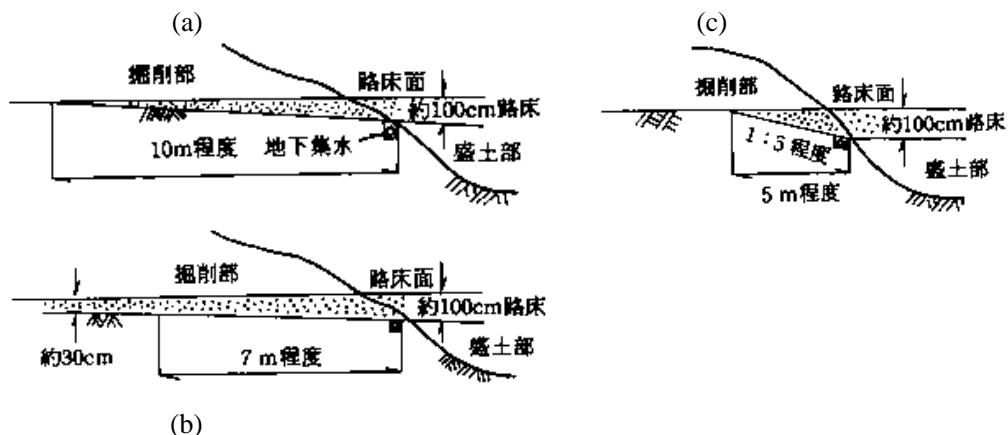 (a)
掘削部
路床面
約100cm路床
10m程度
地下集水
盛土部
掘削部
路床面
約100cm路床
約30cm
7m程度
盛土部
(b)
(c)
掘削部
路床面
約100cm路床
1:5程度
盛土部
5m程度